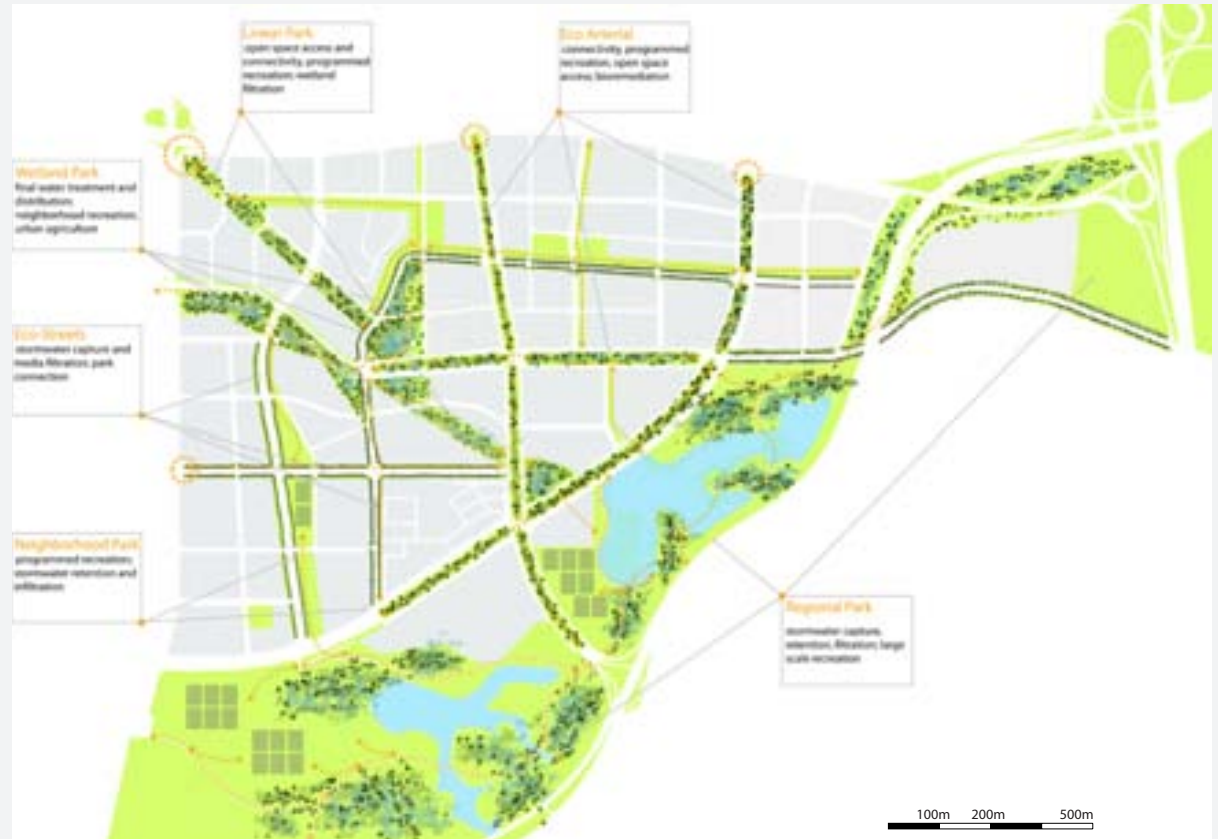 Linear Park
open space access and
connectivity, programmed
recreation; wetland
filtration
Eco Arterial
connectivity, programmed
recreation, open space
access; bioremediation
Wetland Park
final water treatment and
distribution;
neighborhood recreation;
urban agriculture
Eco-Streets
stormwater capture and
media filtration; park
connection
Neighborhood Park
programmed recreation;
stormwater retention and
infiltration
Regional Park
stormwater capture,
retention, filtration; large
scale recreation
100m 200m 500m